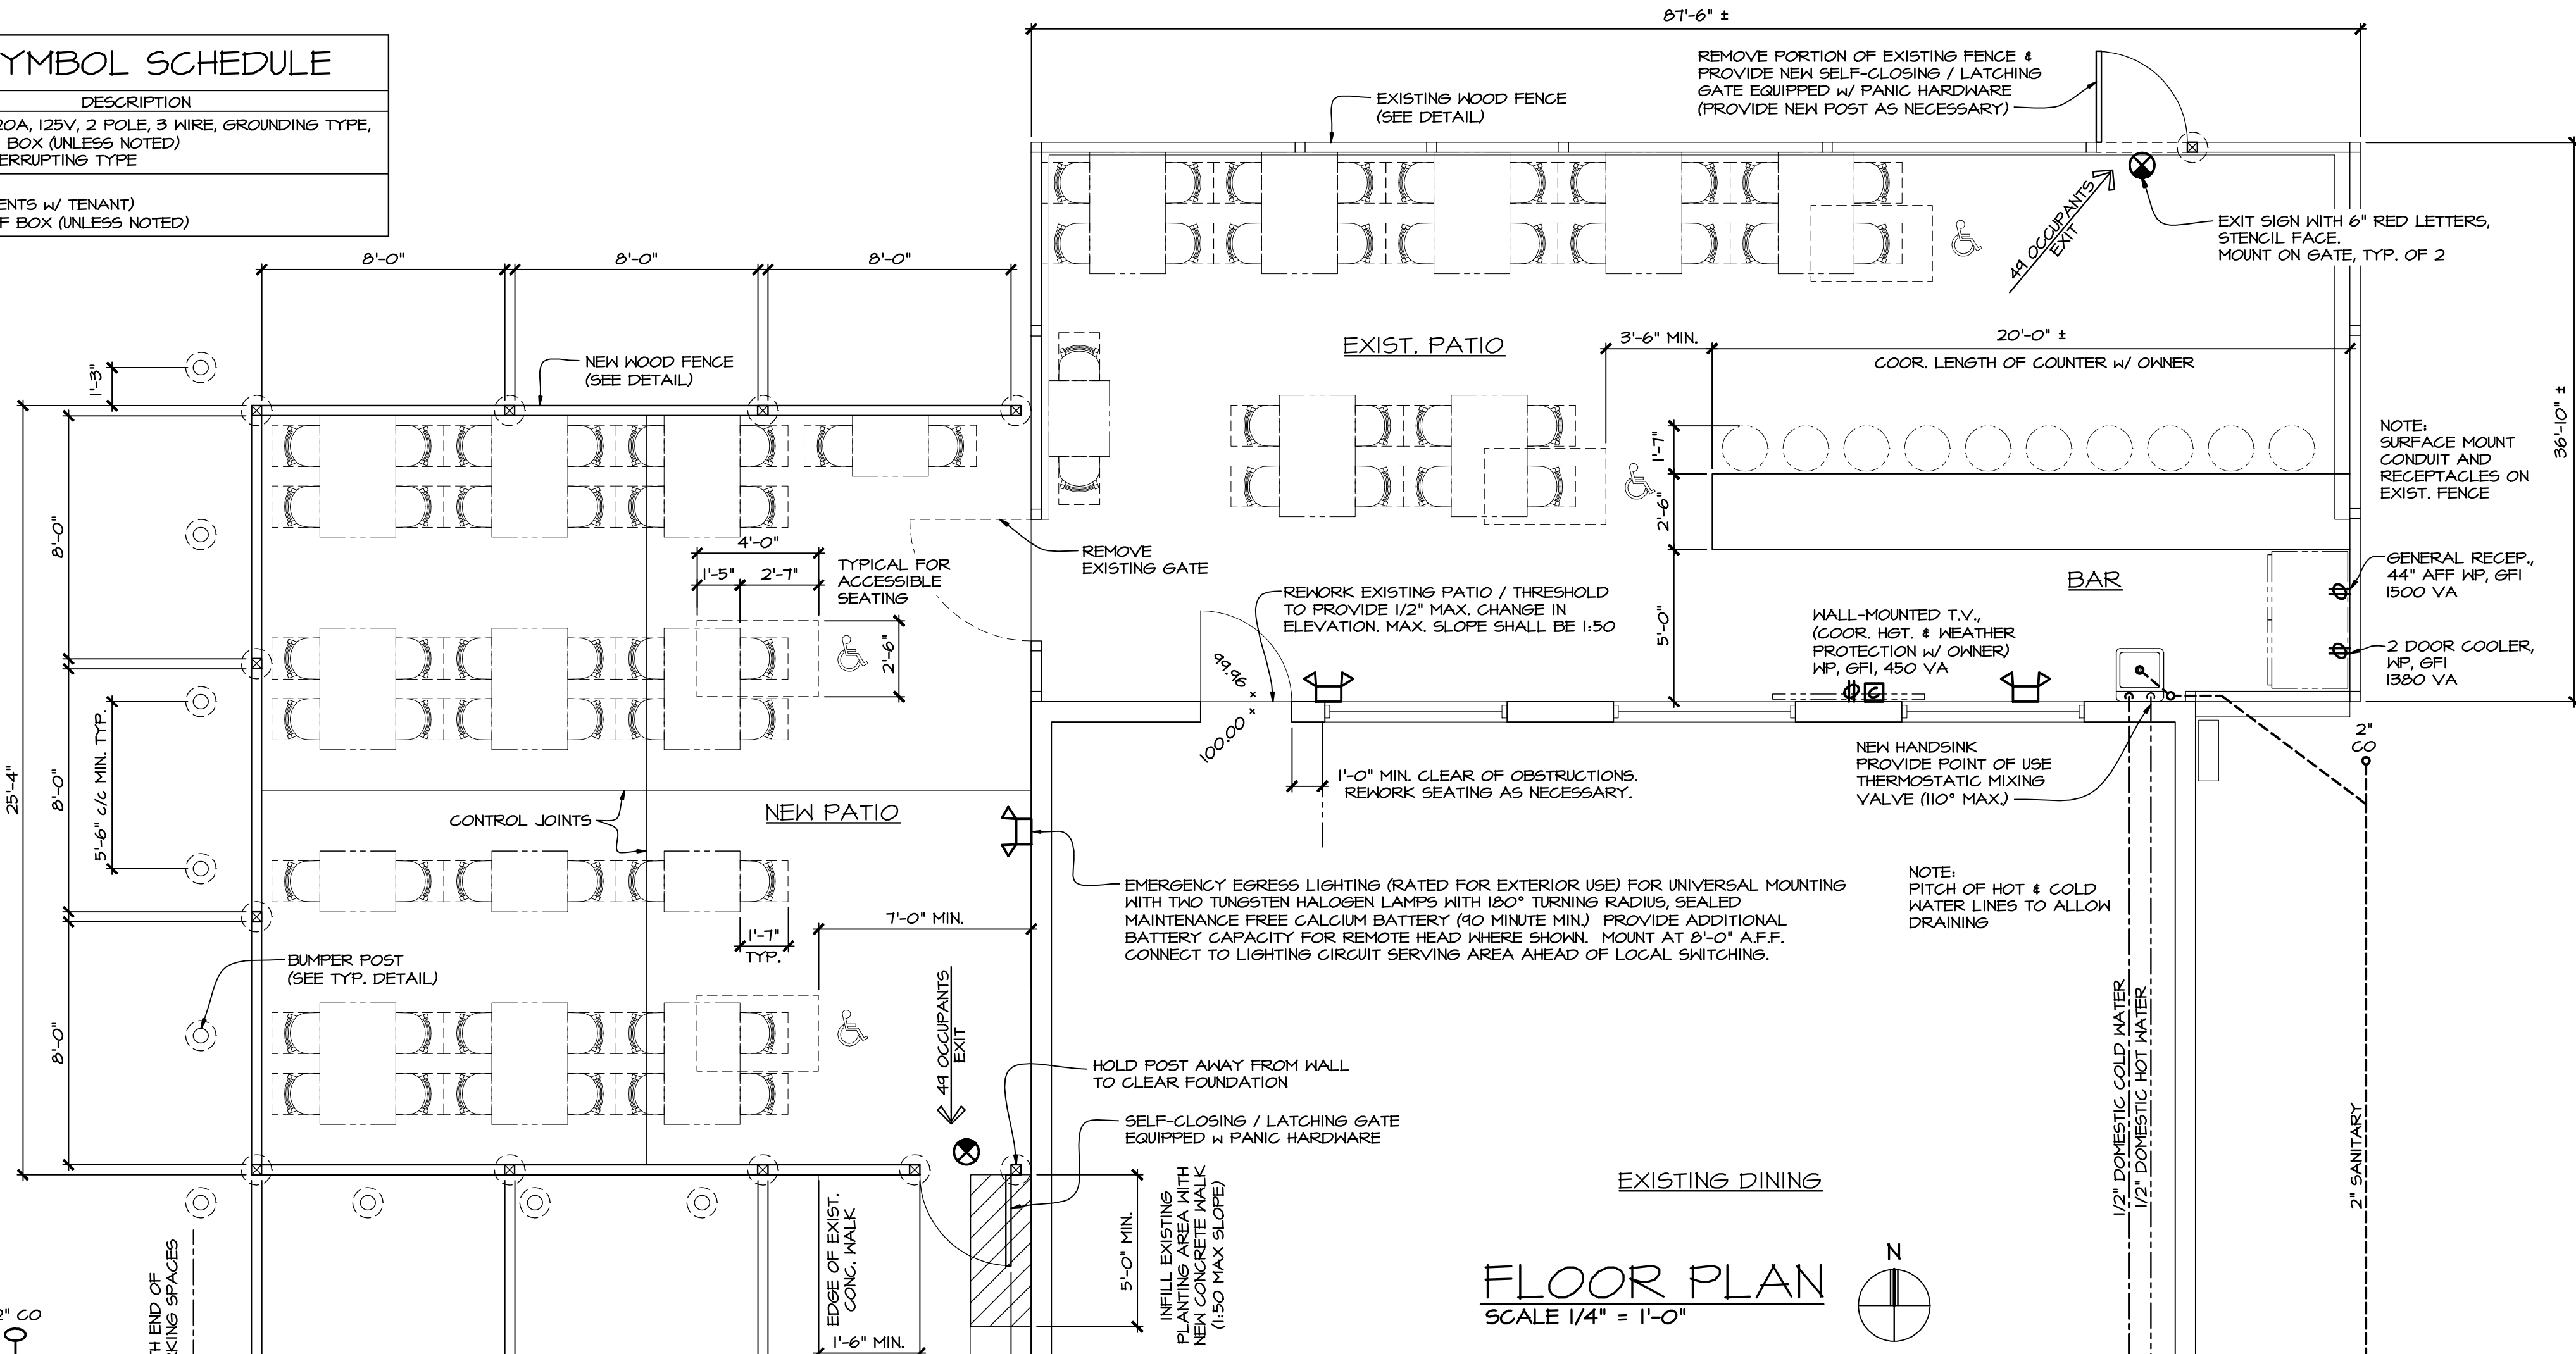 YMBOL SCHEDULE
DESCRIPTION
20A, 125V, 2 POLE, 3 WIRE, GROUNDING TYPE,
BOX (UNLESS NOTED)
ERRUPTING TYPE
ENTS W/ TENANT)
F BOX (UNLESS NOTED)
87'-6" ±
EXISTING WOOD FENCE
(SEE DETAIL)
REMOVE PORTION OF EXISTING FENCE &
PROVIDE NEW SELF-CLOSING / LATCHING
GATE EQUIPPED W/ PANIC HARDWARE
(PROVIDE NEW POST AS NECESSARY)
49 OCCUPANTS
EXIT
EXIT SIGN WITH 6" RED LETTERS,
STENCIL FACE.
MOUNT ON GATE, TYP. OF 2
8'-0"
8'-0"
8'-0"
NEW WOOD FENCE
(SEE DETAIL)
1'-3"
EXIST. PATIO
3'-6" MIN.
20'-0" ±
COOR. LENGTH OF COUNTER W/ OWNER
36'-10" ±
NOTE:
SURFACE MOUNT
CONDUIT AND
RECEPTACLES ON
EXIST. FENCE
1'-7"
2'-6"
5'-0"
BAR
GENERAL RECEP.,
44" AFF WP, GFI
1500 VA
2 DOOR COOLER,
WP, GFI
1380 VA
WALL-MOUNTED T.V.,
(COOR. HGT. & WEATHER
PROTECTION W/ OWNER)
WP, GFI, 450 VA
C
REMOVE
EXISTING GATE
REWORK EXISTING PATIO / THRESHOLD
TO PROVIDE 1/2" MAX. CHANGE IN
ELEVATION. MAX. SLOPE SHALL BE 1:50
99.96 x
100.00 x
4'-0"
1'-5"
2'-7"
TYPICAL FOR
ACCESSIBLE
SEATING
2'-6"
8'-0"
8'-0"
8'-0"
25'-4"
5'-6" C/C MIN. TYP.
CONTROL JOINTS
NEW PATIO
1'-0" MIN. CLEAR OF OBSTRUCTIONS.
REWORK SEATING AS NECESSARY.
NEW HANDSINK
PROVIDE POINT OF USE
THERMOSTATIC MIXING
VALVE (110° MAX.)
2"
CO
EMERGENCY EGRESS LIGHTING (RATED FOR EXTERIOR USE) FOR UNIVERSAL MOUNTING
WITH TWO TUNGSTEN HALOGEN LAMPS WITH 180° TURNING RADIUS, SEALED
MAINTENANCE FREE CALCIUM BATTERY (90 MINUTE MIN.) PROVIDE ADDITIONAL
BATTERY CAPACITY FOR REMOTE HEAD WHERE SHOWN. MOUNT AT 8'-0" A.F.F.
CONNECT TO LIGHTING CIRCUIT SERVING AREA AHEAD OF LOCAL SWITCHING.
NOTE:
PITCH OF HOT & COLD
WATER LINES TO ALLOW
DRAINING
7'-0" MIN.
1'-7"
TYP.
BUMPER POST
(SEE TYP. DETAIL)
49 OCCUPANTS
EXIT
HOLD POST AWAY FROM WALL
TO CLEAR FOUNDATION
SELF-CLOSING / LATCHING GATE
EQUIPPED W PANIC HARDWARE
1/2" DOMESTIC COLD WATER
1/2" DOMESTIC HOT WATER
2" SANITARY
EXISTING DINING
EDGE OF EXIST.
CONC. WALK
1'-6" MIN.
5'-0" MIN.
INFILL EXISTING
PLANTING AREA WITH
NEW CONCRETE WALK
(1:50 MAX SLOPE)
TH END OF
KING SPACES
2" CO
FLOOR PLAN
SCALE 1/4" = 1'-0"
N